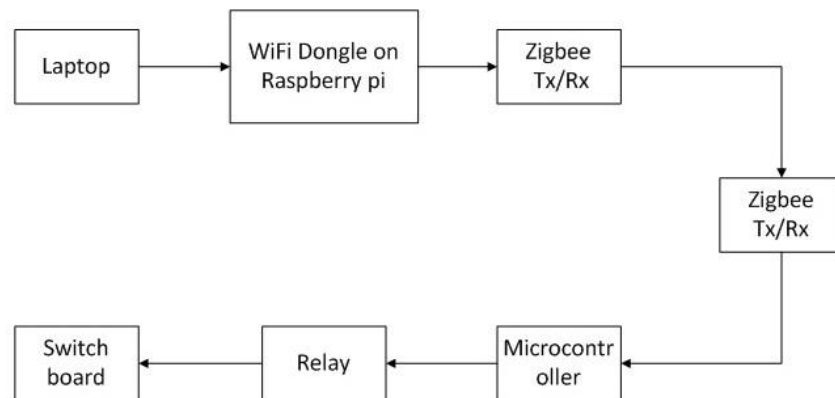 Laptop
WiFi Dongle on
Raspberry pi
Zigbee
Tx/Rx
Zigbee
Tx/Rx
Switch
board
Relay
Microcontr
oller